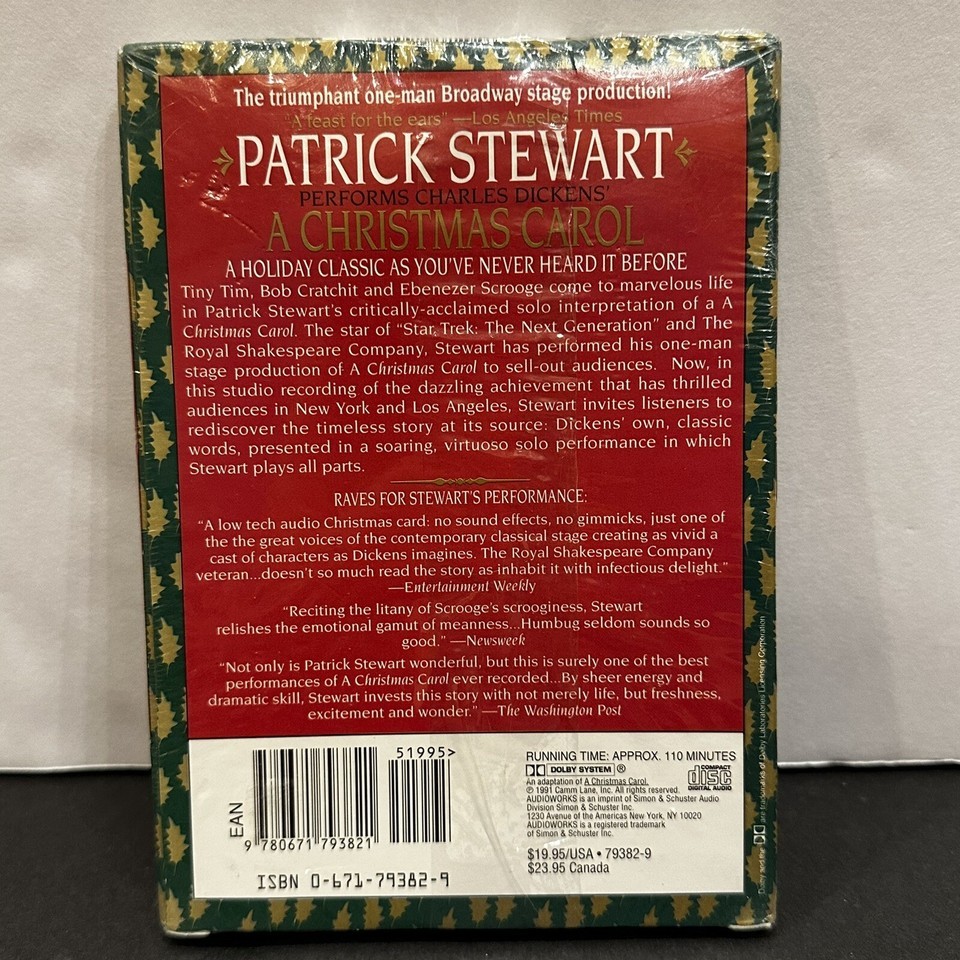 The triumphant one-man Broadway stage production!
"A feast for the ears" —Los Angeles Times
PATRICK STEWART
PERFORMS CHARLES DICKENS'
A CHRISTMAS CAROL
A HOLIDAY CLASSIC AS YOU'VE NEVER HEARD IT BEFORE
Tiny Tim, Bob Cratchit and Ebenezer Scrooge come to marvelous life
in Patrick Stewart's critically-acclaimed solo interpretation of a A
Christmas Carol. The star of "Star Trek: The Next Generation" and The
Royal Shakespeare Company, Stewart has performed his one-man
stage production of A Christmas Carol to sell-out audiences. Now, in
this studio recording of the dazzling achievement that has thrilled
audiences in New York and Los Angeles, Stewart invites listeners to
rediscover the timeless story at its source: Dickens' own, classic
words, presented in a soaring, virtuoso solo performance in which
Stewart plays all parts.
RAVES FOR STEWART'S PERFORMANCE:
"A low tech audio Christmas card: no sound effects, no gimmicks, just one of
the the great voices of the contemporary classical stage creating as vivid a
cast of characters as Dickens imagines. The Royal Shakespeare Company
veteran...doesn't so much read the story as inhabit it with infectious delight."
—Entertainment Weekly
"Reciting the litany of Scrooge's scrooginess, Stewart
relishes the emotional gamut of meanness...Humbug seldom sounds so
good." —Newsweek
"Not only is Patrick Stewart wonderful, but this is surely one of the best
performances of A Christmas Carol ever recorded...By sheer energy and
dramatic skill, Stewart invests this story with not merely life, but freshness,
excitement and wonder." —The Washington Post
51995>
EAN
9 780671 793821
ISBN 0-671-79382-9
RUNNING TIME: APPROX. 110 MINUTES
DOLBY SYSTEM ®
COMPACT
disc
DIGITAL AUDIO
An adaptation of A Christmas Carol.
℗ 1991 Camm Lane, Inc. All rights reserved.
AUDIOWORKS is an imprint of Simon & Schuster Audio
Division Simon & Schuster Inc.
1230 Avenue of the Americas New York, NY 10020
AUDIOWORKS is a registered trademark
of Simon & Schuster Inc.
$19.95/USA • 79382-9
$23.95 Canada
Dolby and the are trademarks of Dolby Laboratories Licensing Corporation